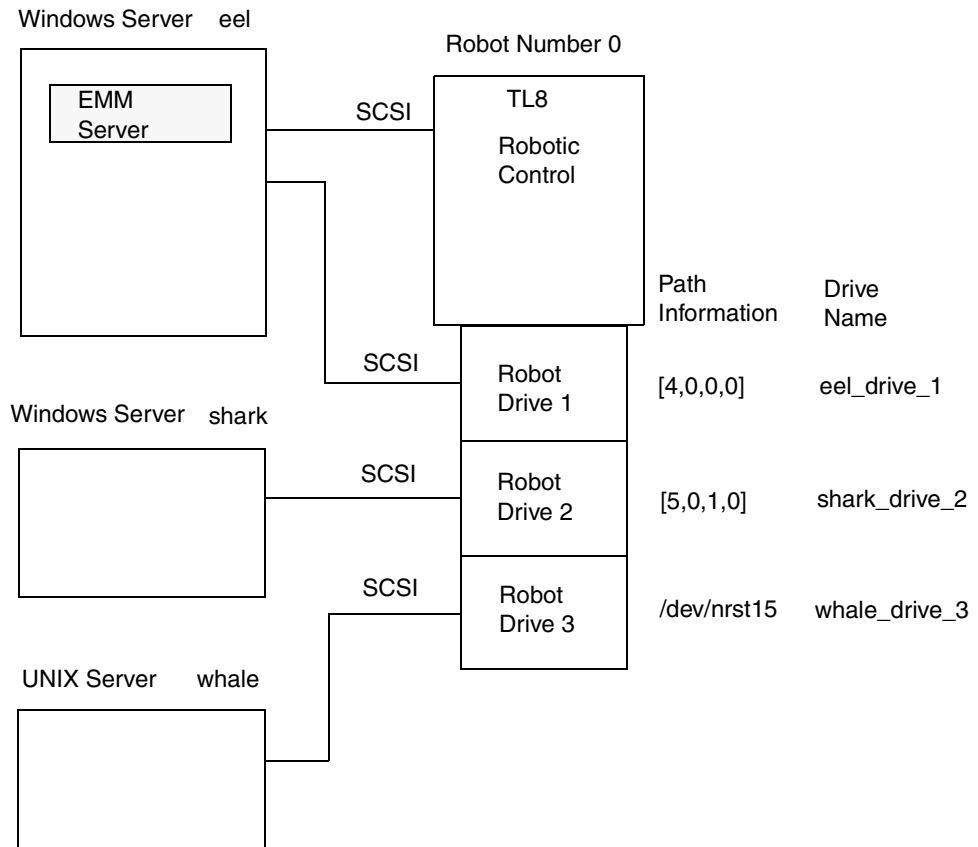 Windows Server eel
Robot Number 0
EMM
Server
SCSI
TL8
Robotic
Control
Path
Information
Drive
Name
SCSI
Robot
Drive 1
[4,0,0,0]
eel_drive_1
Windows Server shark
SCSI
Robot
Drive 2
[5,0,1,0]
shark_drive_2
SCSI
Robot
Drive 3
/dev/nrst15
whale_drive_3
UNIX Server whale